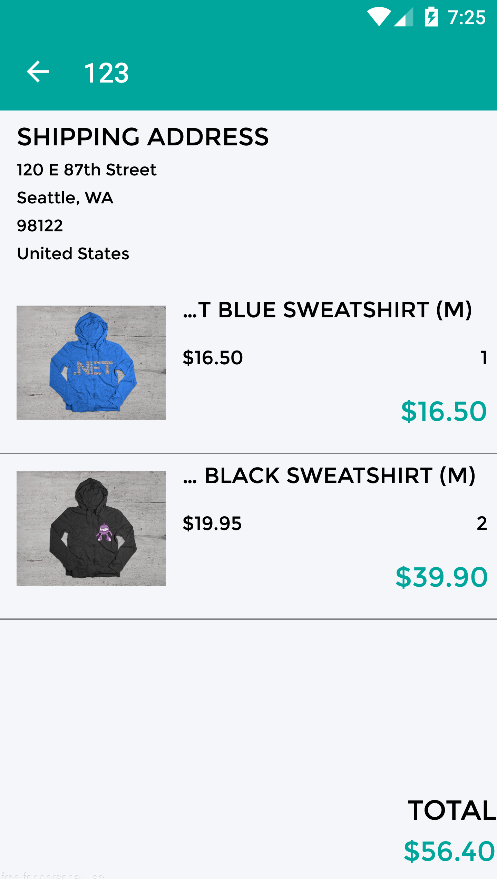 7:25
123
SHIPPING ADDRESS
120 E 87th Street
Seattle, WA
98122
United States
...T BLUE SWEATSHIRT (M)
.NET
$16.50 1
$16.50
... BLACK SWEATSHIRT (M)
$19.95 2
$39.90
TOTAL
$56.40